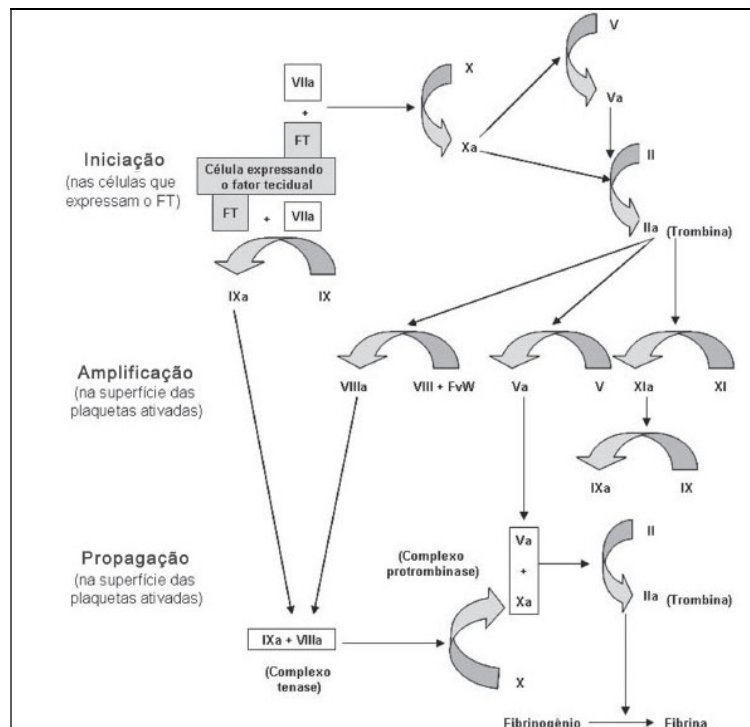 V
VIIa
X
+
Va
FT
Xa
II
Iniciação
(nas células que
expressam o FT)
Célula expressando
o fator tecidual
FT
+
VIIa
IIa (Trombina)
IXa
IX
Amplificação
(na superfície das
plaquetas ativadas)
VIIIa
VIII + FvW
Va
V
XIa
XI
IXa
IX
Propagação
(na superfície das
plaquetas ativadas)
(Complexo
protrombinase)
Va
+
Xa
II
IIa (Trombina)
IXa + VIIIa
(Complexo
tenase)
X
Fibrinogênio
Fibrina